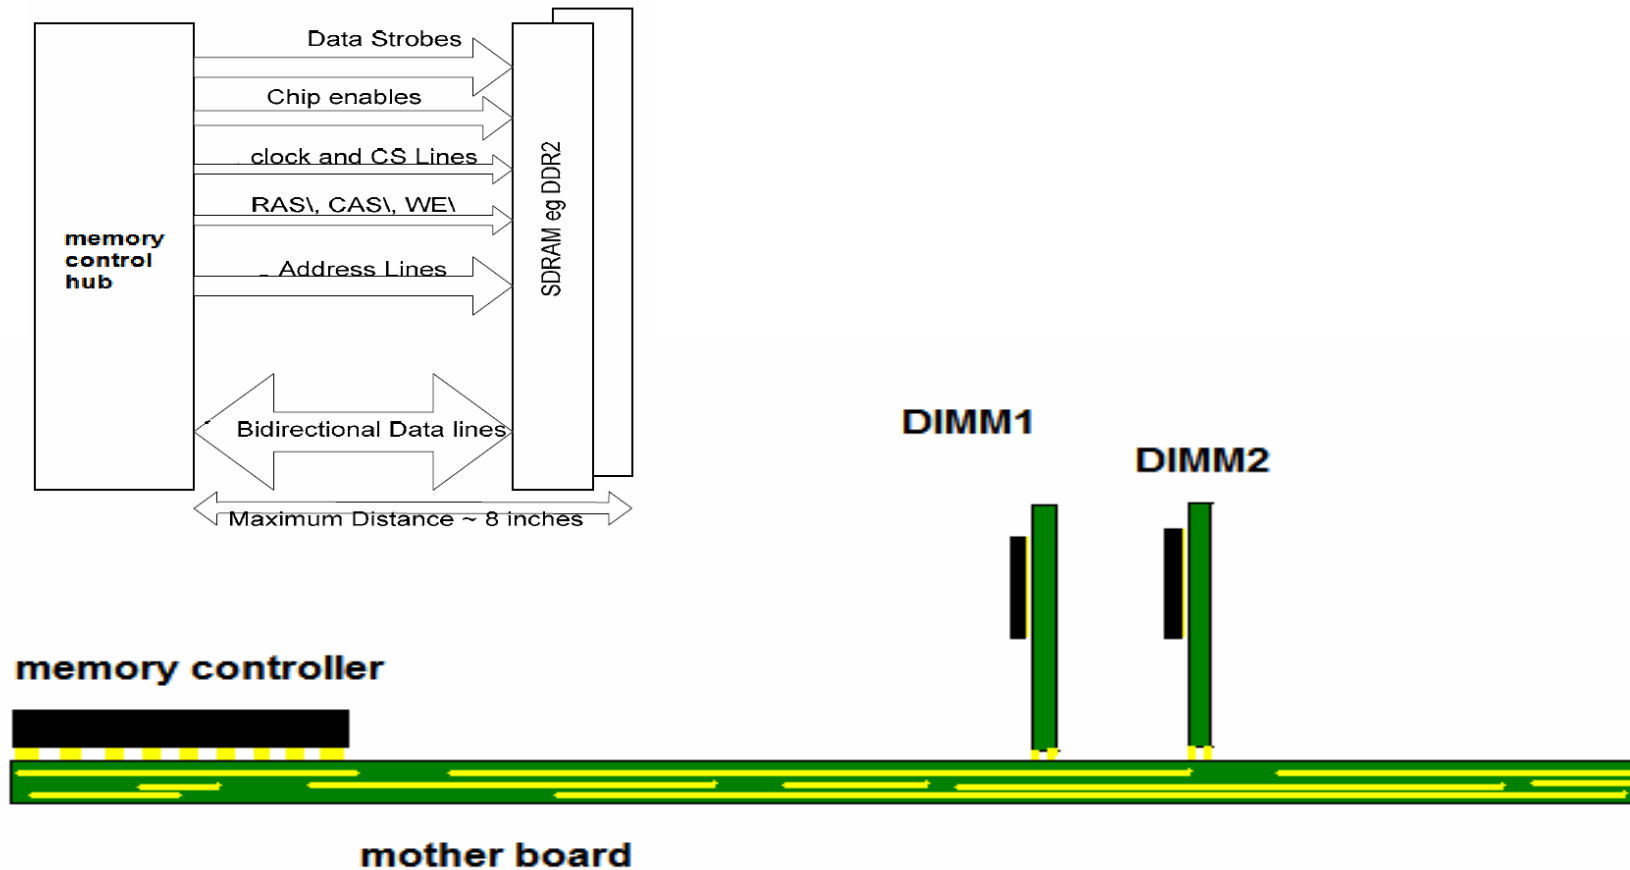 Data Strobes
Chip enables
clock and CS Lines
RAS\, CAS\, WE\
Address Lines
memory
control
hub
SDRAM eg DDR2
Bidirectional Data lines
Maximum Distance ~ 8 inches
DIMM1
DIMM2
memory controller
mother board